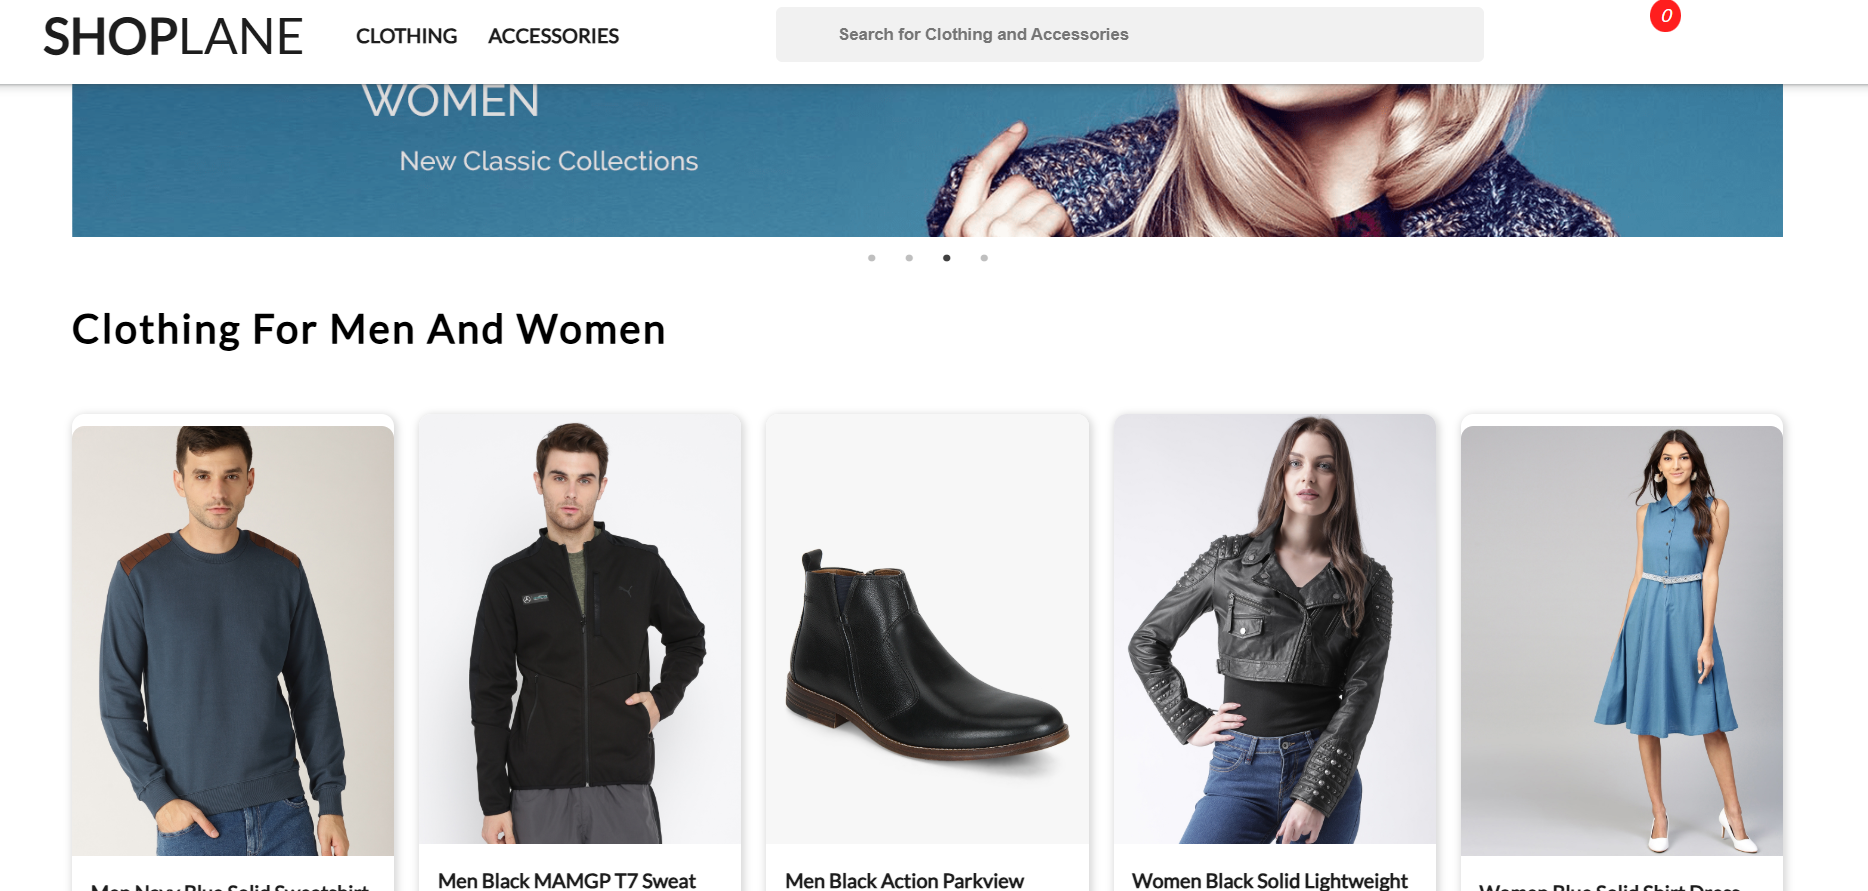 SHOPLANE
CLOTHING
ACCESSORIES
Search for Clothing and Accessories
0
WOMEN
New Classic Collections
Clothing For Men And Women
Men Navy Blue Solid Sweatshirt
Men Black MAMGP T7 Sweat
Men Black Action Parkview
Women Black Solid Lightweight
Women Blue Solid Shirt Dress